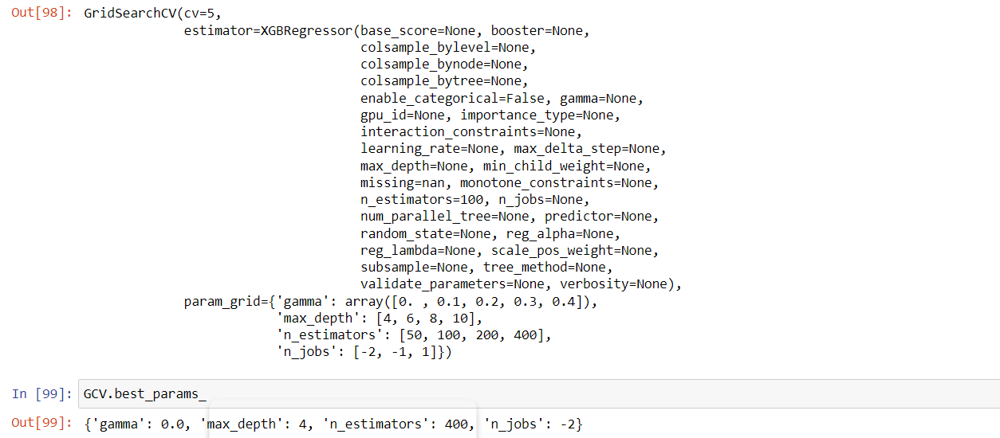 Out[98]: GridSearchCV(cv=5,
estimator=XGBRegressor(base_score=None, booster=None,
colsample_bylevel=None,
colsample_bynode=None,
colsample_bytree=None,
enable_categorical=False, gamma=None,
gpu_id=None, importance_type=None,
interaction_constraints=None,
learning_rate=None, max_delta_step=None,
max_depth=None, min_child_weight=None,
missing=nan, monotone_constraints=None,
n_estimators=100, n_jobs=None,
num_parallel_tree=None, predictor=None,
random_state=None, reg_alpha=None,
reg_lambda=None, scale_pos_weight=None,
subsample=None, tree_method=None,
validate_parameters=None, verbosity=None),
param_grid={'gamma': array([0. , 0.1, 0.2, 0.3, 0.4]),
'max_depth': [4, 6, 8, 10],
'n_estimators': [50, 100, 200, 400],
'n_jobs': [-2, -1, 1]})
In [99]: GCV.best_params_
Out[99]: {'gamma': 0.0, 'max_depth': 4, 'n_estimators': 400, 'n_jobs': -2}